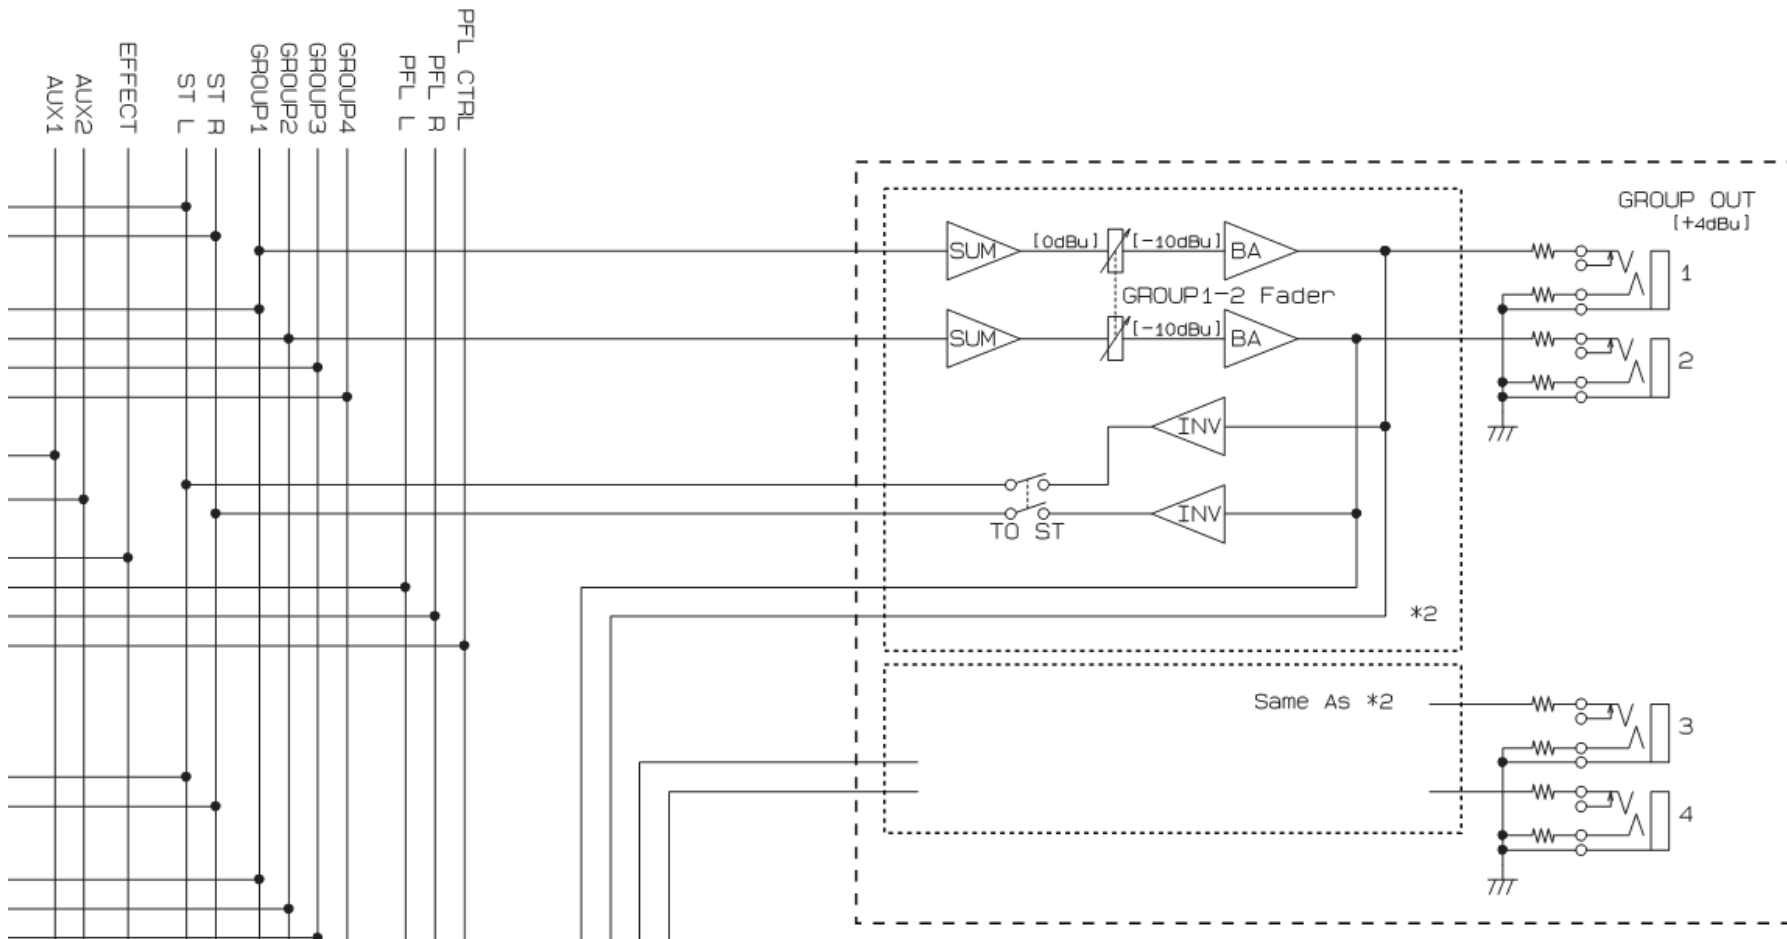 AUX1
AUX2
EFFECT
ST L
ST R
GROUP1
GROUP2
GROUP3
GROUP4
PFL L
PFL R
PFL CTRL
GROUP OUT
[+4dBu]
SUM
[0dBu]
[-10dBu]
BA
1
GROUP1-2 Fader
SUM
[-10dBu]
BA
2
INV
INV
TO ST
*2
Same As *2
3
4